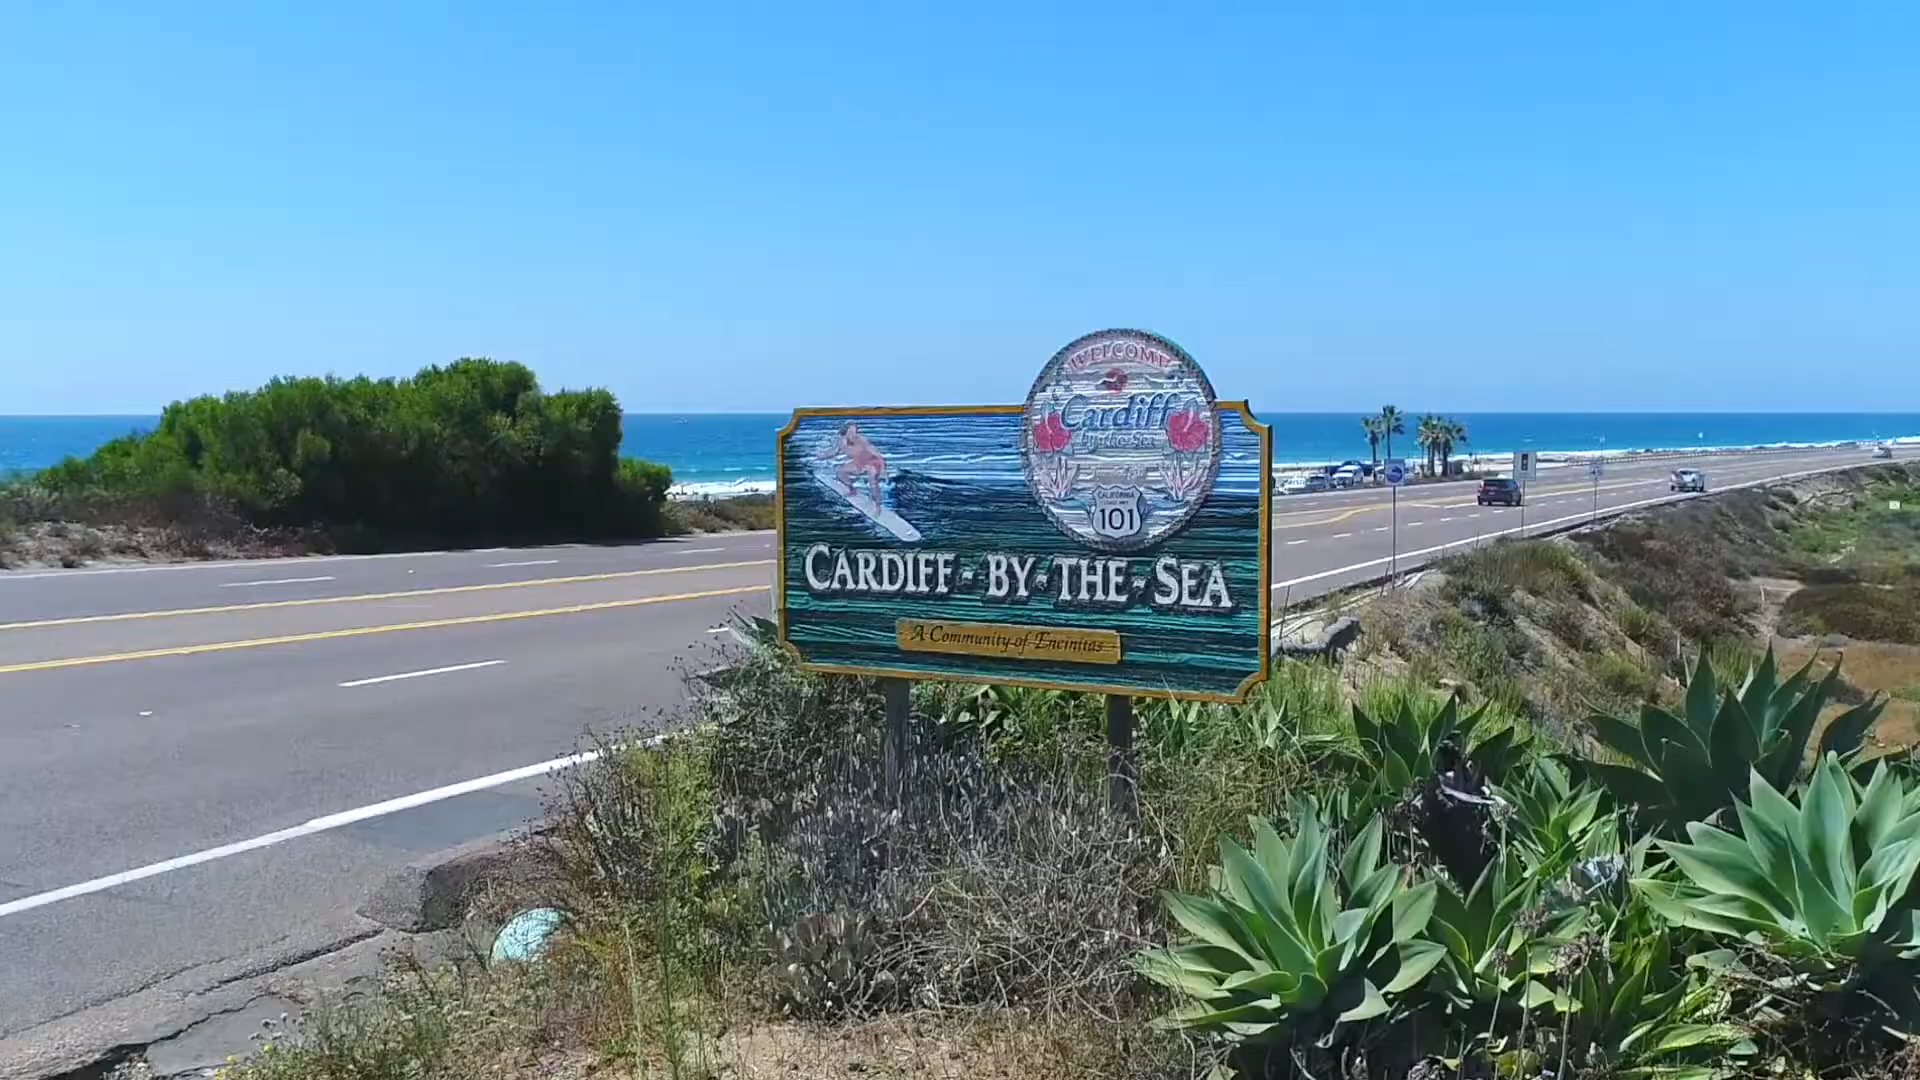 WELCOME
Cardiff
by the Sea
CALIFORNIA
101
CARDIFF-BY-THE-SEA
A Community of Encinitas